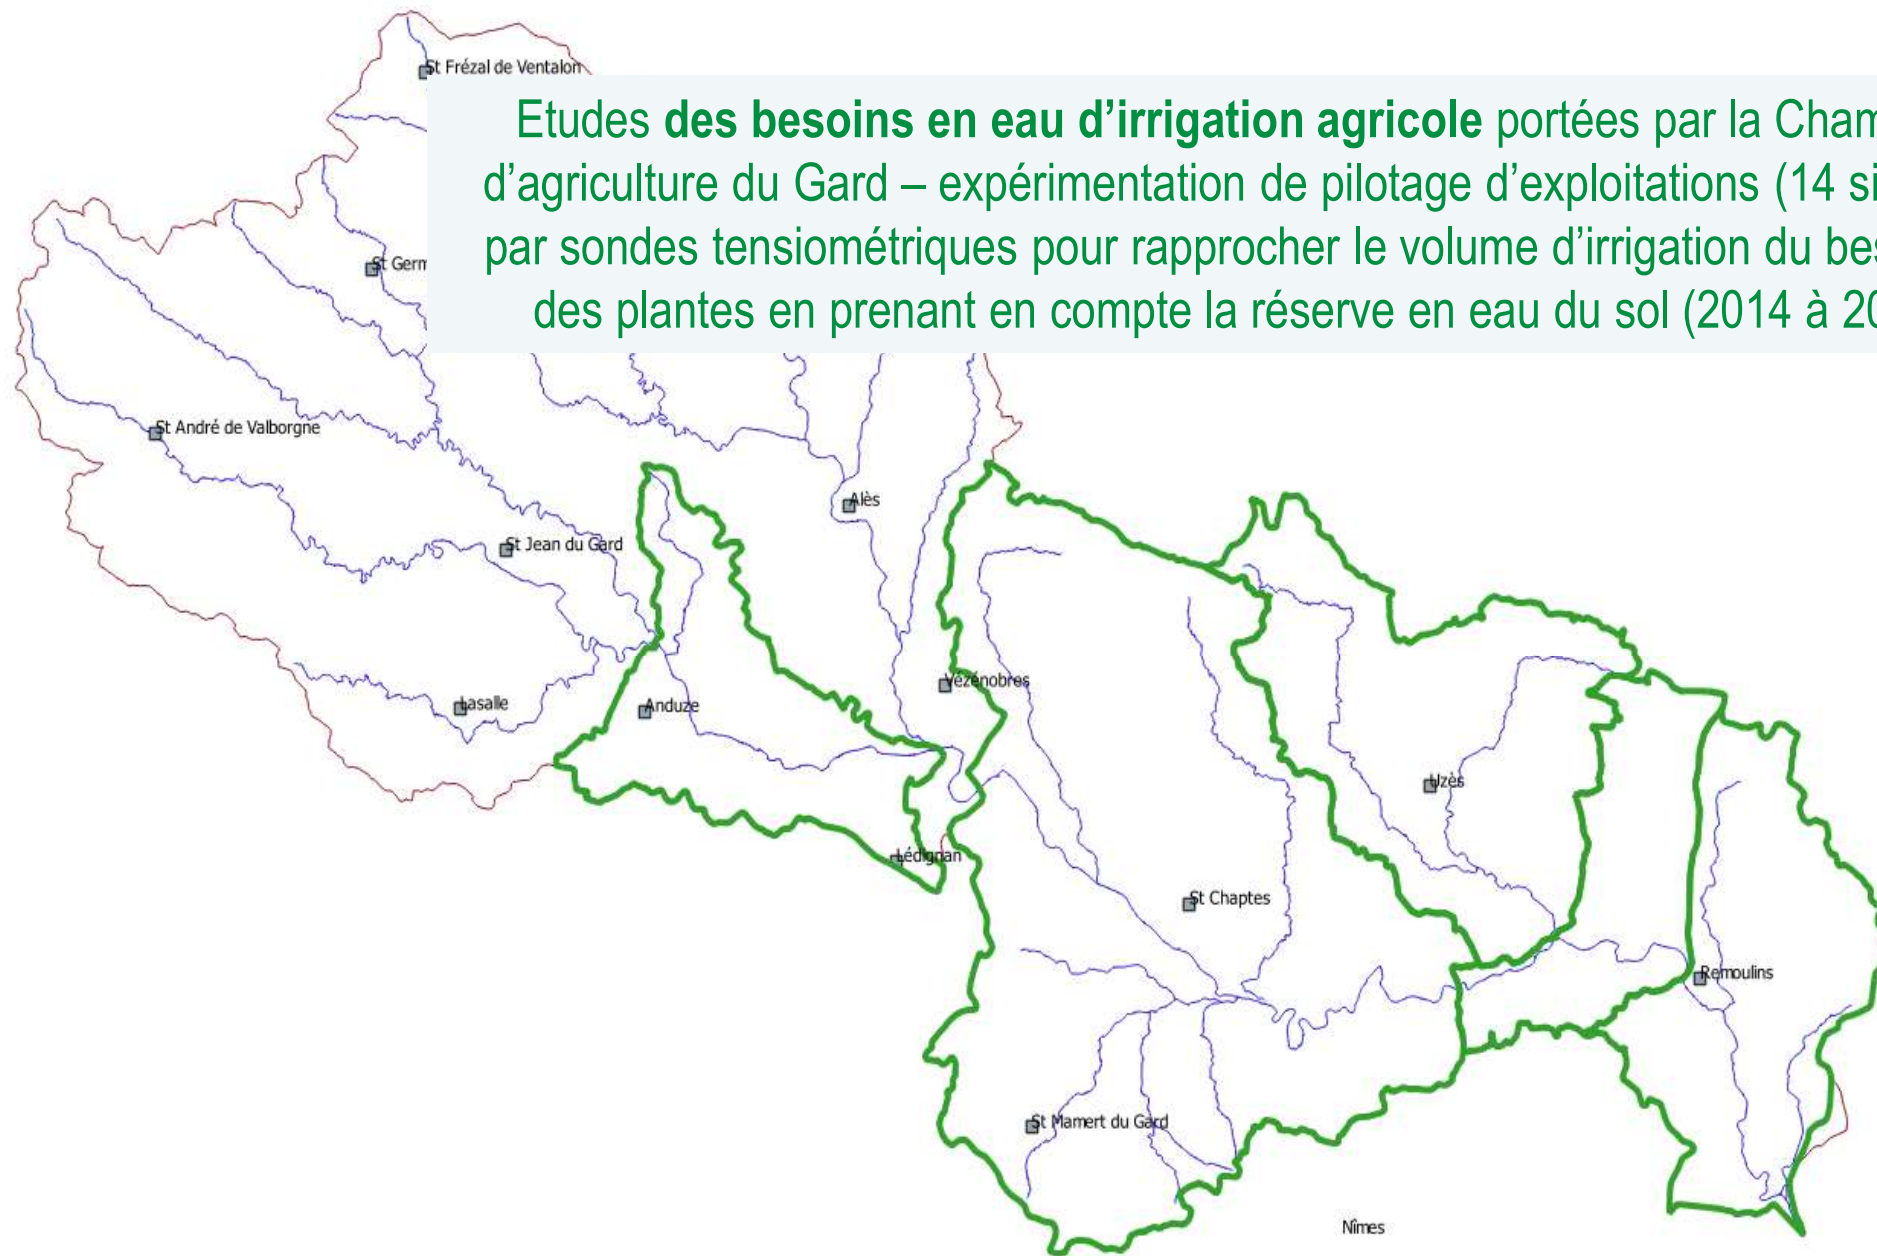 St Frézal de Ventalon
Etudes des besoins en eau d’irrigation agricole portées par la Cham
d’agriculture du Gard – expérimentation de pilotage d’exploitations (14 si
par sondes tensiométriques pour rapprocher le volume d’irrigation du bes
des plantes en prenant en compte la réserve en eau du sol (2014 à 20
St Germ
St André de Valborgne
Alès
St Jean du Gard
Vézénobres
Lasalle
Anduze
Uzès
Lédignan
St Chaptes
Remoulins
St Mamert du Gard
Nîmes